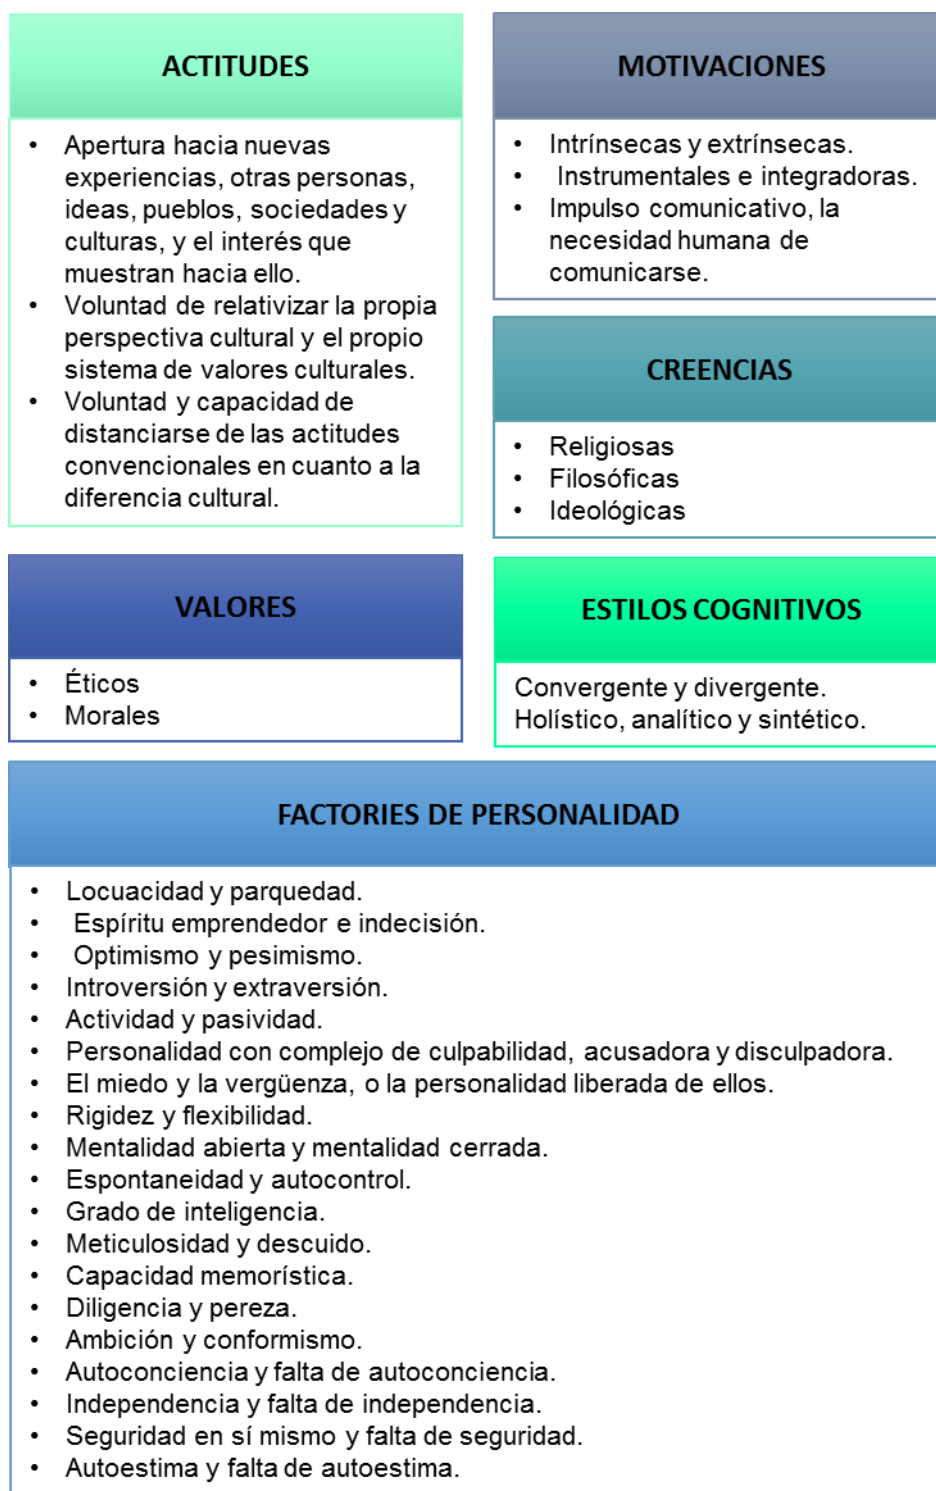 ACTITUDES
• Apertura hacia nuevas
experiencias, otras personas,
ideas, pueblos, sociedades y
culturas, y el interés que
muestran hacia ello.
• Voluntad de relativizar la propia
perspectiva cultural y el propio
sistema de valores culturales.
• Voluntad y capacidad de
distanciarse de las actitudes
convencionales en cuanto a la
diferencia cultural.
MOTIVACIONES
• Intrínsecas y extrínsecas.
• Instrumentales e integradoras.
• Impulso comunicativo, la
necesidad humana de
comunicarse.
CREENCIAS
• Religiosas
• Filosóficas
• Ideológicas
VALORES
• Éticos
• Morales
ESTILOS COGNITIVOS
Convergente y divergente.
Holístico, analítico y sintético.
FACTORIES DE PERSONALIDAD
• Locuacidad y parquedad.
• Espíritu emprendedor e indecisión.
• Optimismo y pesimismo.
• Introversión y extraversión.
• Actividad y pasividad.
• Personalidad con complejo de culpabilidad, acusadora y disculpadora.
• El miedo y la vergüenza, o la personalidad liberada de ellos.
• Rigidez y flexibilidad.
• Mentalidad abierta y mentalidad cerrada.
• Espontaneidad y autocontrol.
• Grado de inteligencia.
• Meticulosidad y descuido.
• Capacidad memorística.
• Diligencia y pereza.
• Ambición y conformismo.
• Autoconciencia y falta de autoconciencia.
• Independencia y falta de independencia.
• Seguridad en sí mismo y falta de seguridad.
• Autoestima y falta de autoestima.